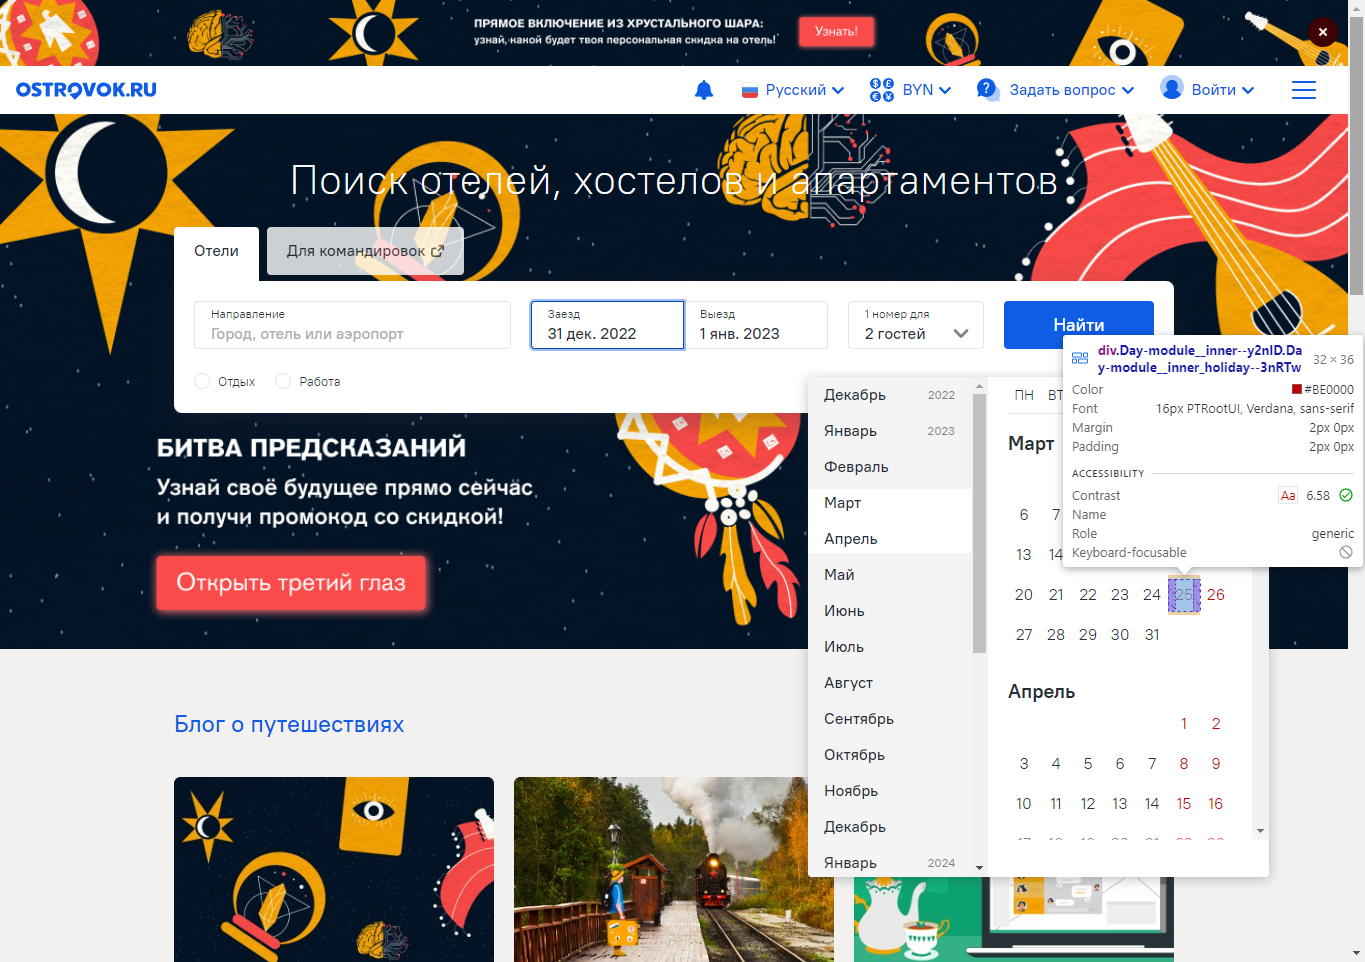 ПРЯМОЕ ВКЛЮЧЕНИЕ ИЗ ХРУСТАЛЬНОГО ШАРА:
узнай, какой будет твоя персональная скидка на отель!
Узнать!
OSTROVOK.RU
Русский
BYN
Задать вопрос
Войти
Поиск отелей, хостелов и апартаментов
Отели
Для командировок
Направление
Город, отель или аэропорт
Заезд
31 дек. 2022
Выезд
1 янв. 2023
1 номер для
2 гостей
Найти
Отдых
Работа
БИТВА ПРЕДСКАЗАНИЙ
Узнай своё будущее прямо сейчас
и получи промокод со скидкой!
Открыть третий глаз
Декабрь 2022
Январь 2023
Февраль
Март
Апрель
Май
Июнь
Июль
Август
Сентябрь
Октябрь
Ноябрь
Декабрь
Январь 2024
ПН ВТ
Март
6 7
13 14
20 21 22 23 24 25 26
27 28 29 30 31
Апрель
1 2
3 4 5 6 7 8 9
10 11 12 13 14 15 16
div.Day-module__inner--y2nlD.Da
y-module__inner_holiday--3nRTw
32 × 36
Color #BE0000
Font 16px PTRootUI, Verdana, sans-serif
Margin 2px 0px
Padding 2px 0px
ACCESSIBILITY
Contrast Aa 6.58
Name
Role generic
Keyboard-focusable
Блог о путешествиях